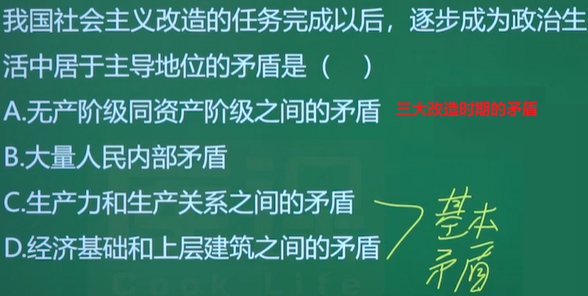 我国社会主义改造的任务完成以后，逐步成为政治生
活中居于主导地位的矛盾是（　）
A.无产阶级同资产阶级之间的矛盾 三大改造时期的矛盾
B.大量人民内部矛盾
C.生产力和生产关系之间的矛盾
D.经济基础和上层建筑之间的矛盾
基本
矛盾